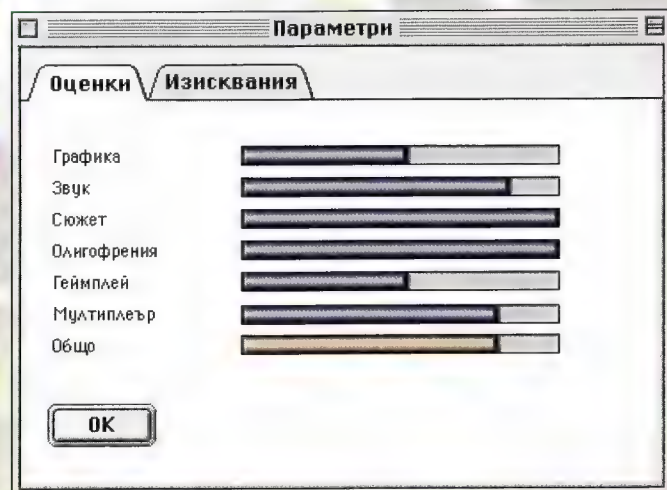 Параметри
Оценки Изисквания
Графика
Звук
Сюжет
Олигофрения
Геймплей
Мултиплеър
Общо
OK